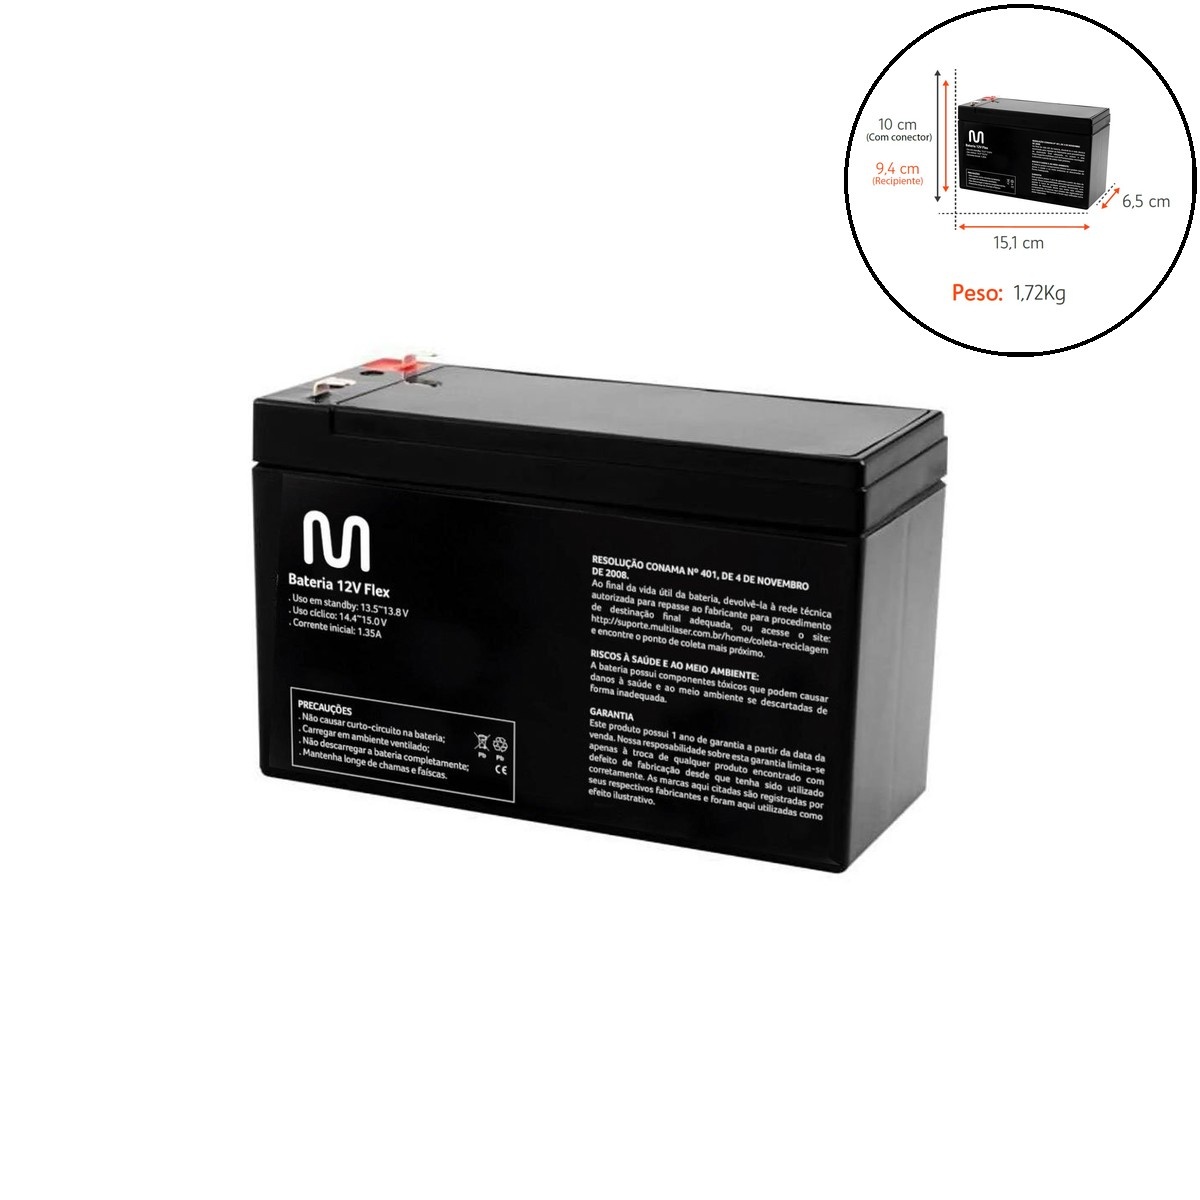 10 cm
(Com conector)
9,4 cm
(Recipiente)
6,5 cm
15,1 cm
Peso: 1,72Kg
M
Bateria 12V Flex
. Uso em standby: 13.5~13.8 V
. Uso cíclico: 14.4~15.0 V
. Corrente inicial: 1.35A
PRECAUÇÕES
. Não causar curto-circuito na bateria;
. Carregar em ambiente ventilado;
. Não descarregar a bateria completamente;
. Mantenha longe de chamas e faíscas.
Pb Pb
CE
RESOLUÇÃO CONAMA Nº 401, DE 4 DE NOVEMBRO
DE 2008.
Ao final da vida útil da bateria, devolvê-la à rede técnica
autorizada para repasse ao fabricante para procedimento
de destinação final adequada, ou acesse o site:
http://suporte.multilaser.com.br/home/coleta-reciclagem
e encontre o ponto de coleta mais próximo.
RISCOS À SAÚDE E AO MEIO AMBIENTE:
A bateria possui componentes tóxicos que podem causar
danos à saúde e ao meio ambiente se descartadas de
forma inadequada.
GARANTIA
Este produto possui 1 ano de garantia a partir da data da
venda. Nossa resposabilidade sobre esta garantia limita-se
apenas à troca de qualquer produto encontrado com
defeito de fabricação desde que tenha sido utilizado
corretamente. As marcas aqui citadas são registradas por
seus respectivos fabricantes e foram aqui utilizadas como
efeito ilustrativo.